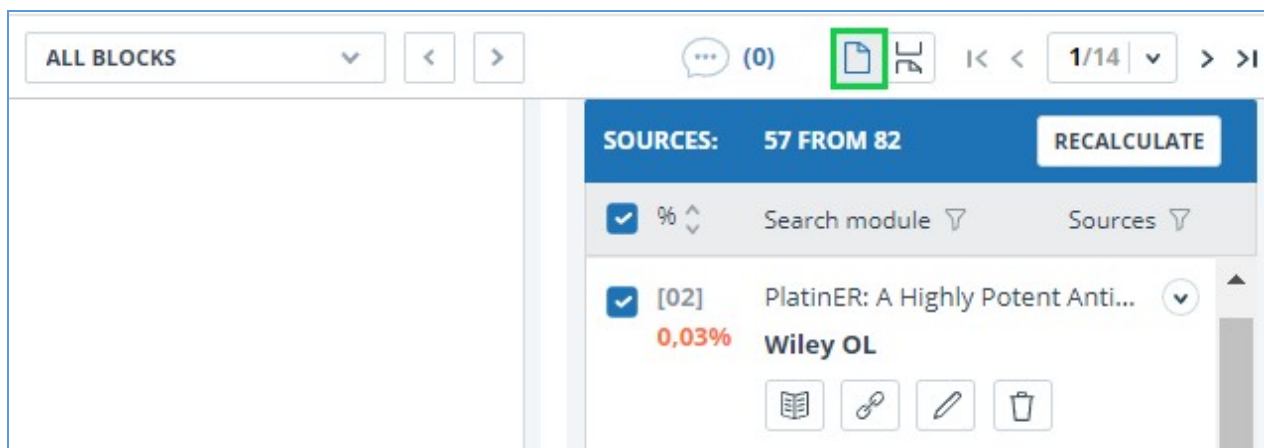 ALL BLOCKS
(0)
1/14
SOURCES: 57 FROM 82 RECALCULATE
% Search module Sources
[02] PlatinER: A Highly Potent Anti...
0,03% Wiley OL